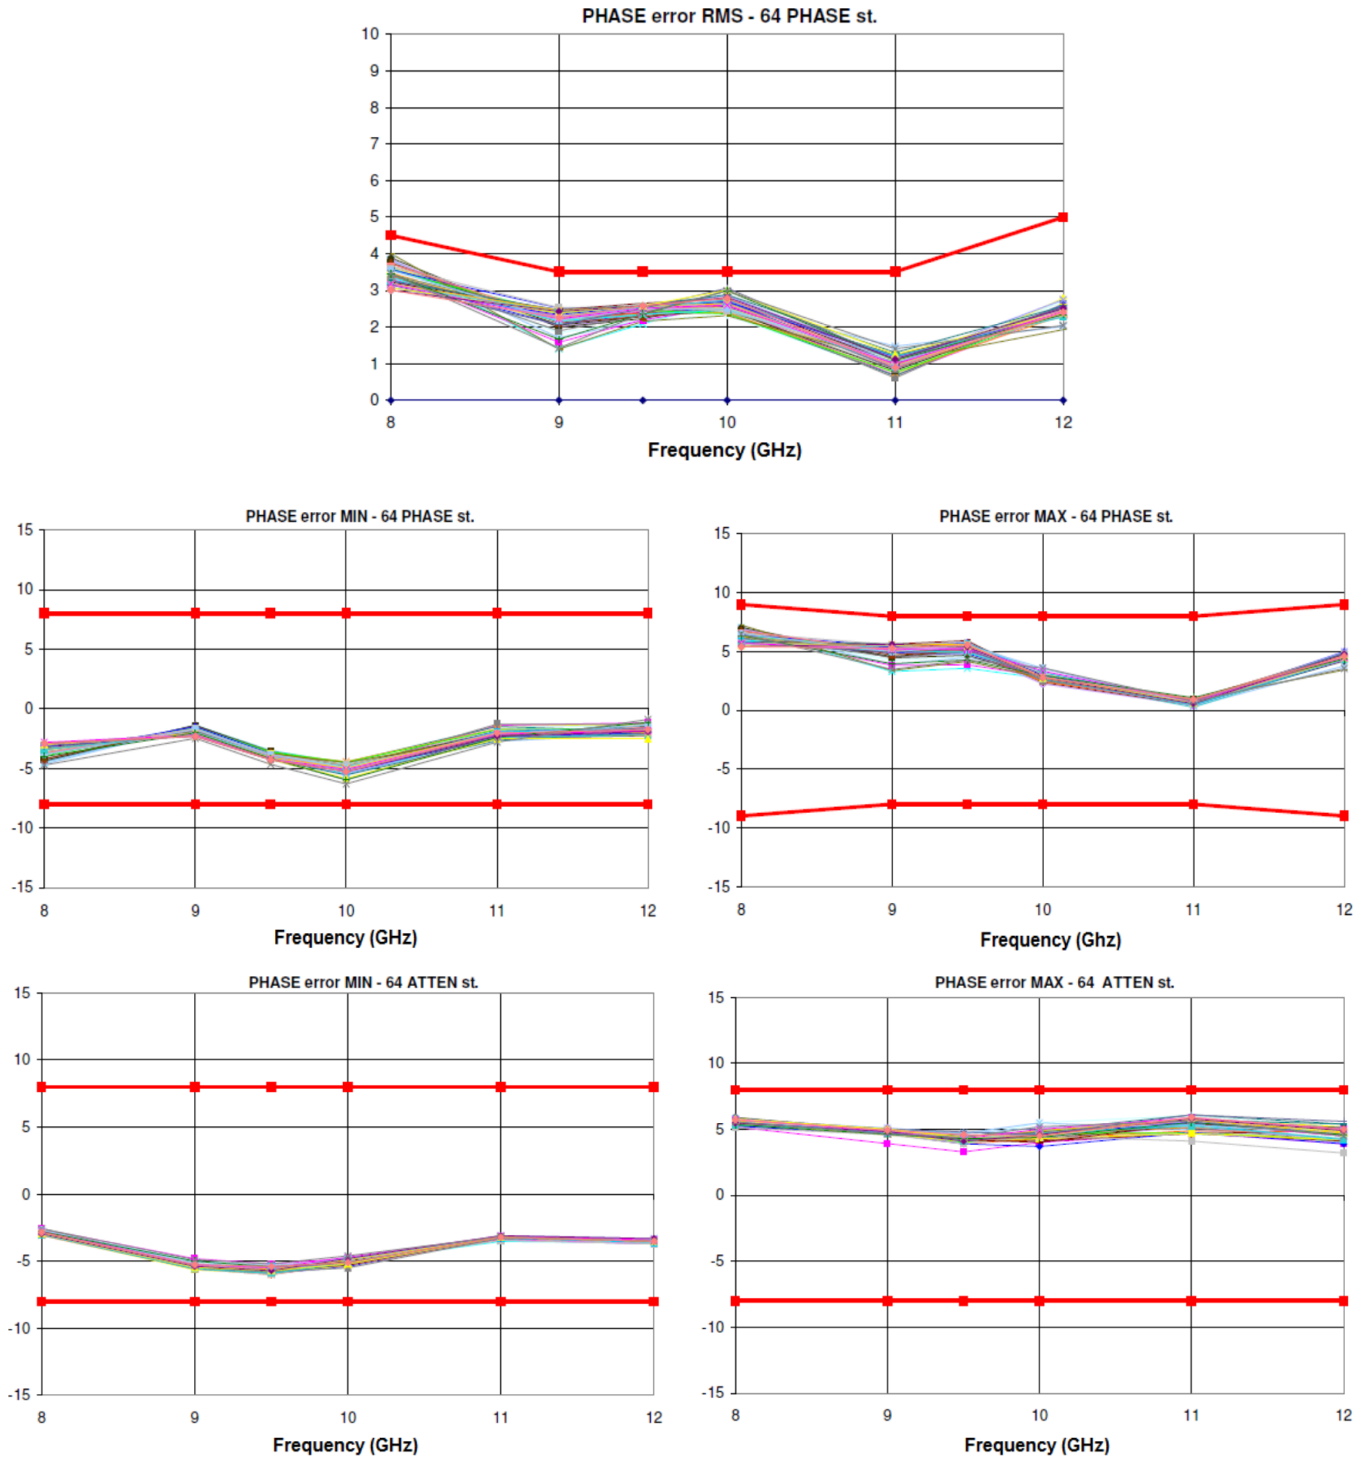 PHASE error RMS - 64 PHASE st.
10
9
8
7
6
5
4
3
2
1
0
8 9 10 11 12
Frequency (GHz)
PHASE error MIN - 64 PHASE st.
15
10
5
0
-5
-10
-15
8 9 10 11 12
Frequency (GHz)
PHASE error MAX - 64 PHASE st.
15
10
5
0
-5
-10
-15
8 9 10 11 12
Frequency (Ghz)
PHASE error MIN - 64 ATTEN st.
15
10
5
0
-5
-10
-15
8 9 10 11 12
Frequency (GHz)
PHASE error MAX - 64 ATTEN st.
15
10
5
0
-5
-10
-15
8 9 10 11 12
Frequency (GHz)